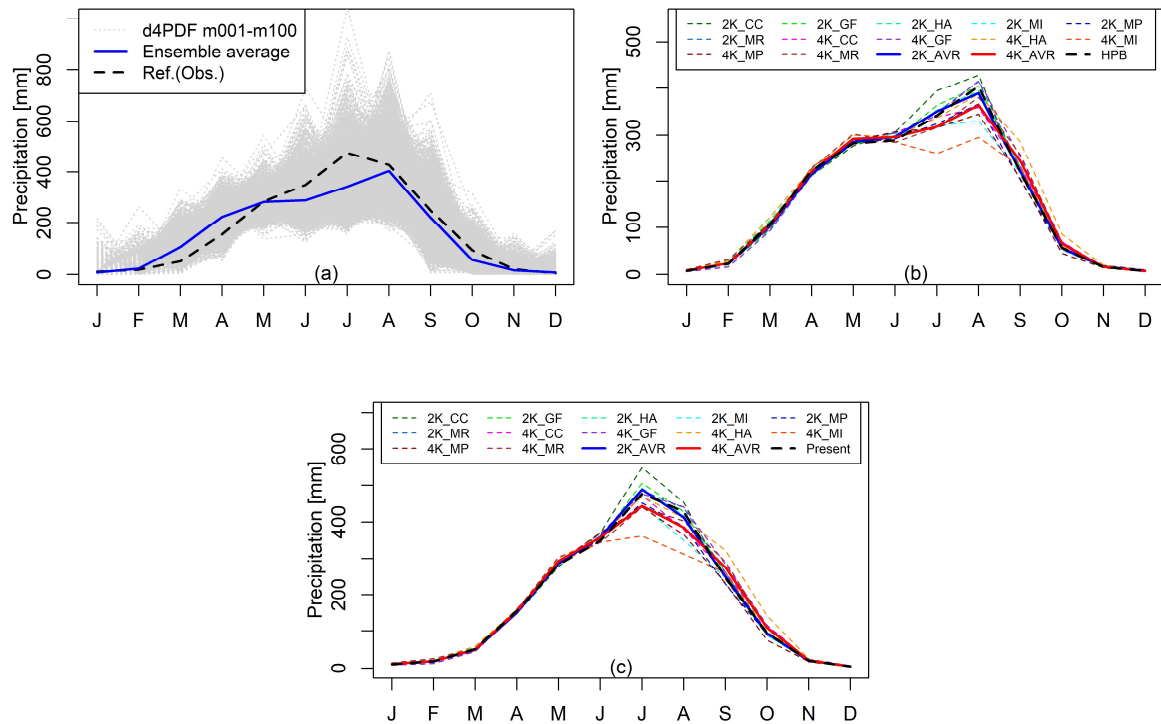 d4PDF m001-m100
Ensemble average
Ref.(Obs.)
Precipitation [mm]
0 200 400 600 800
(a)
J F M A M J J A S O N D
2K_CC 2K_GF 2K_HA 2K_MI 2K_MP
2K_MR 4K_CC 4K_GF 4K_HA 4K_MI
4K_MP 4K_MR 2K_AVR 4K_AVR HPB
Precipitation [mm]
0 100 300 500
(b)
J F M A M J J A S O N D
2K_CC 2K_GF 2K_HA 2K_MI 2K_MP
2K_MR 4K_CC 4K_GF 4K_HA 4K_MI
4K_MP 4K_MR 2K_AVR 4K_AVR Present
Precipitation [mm]
0 200 400 600
(c)
J F M A M J J A S O N D